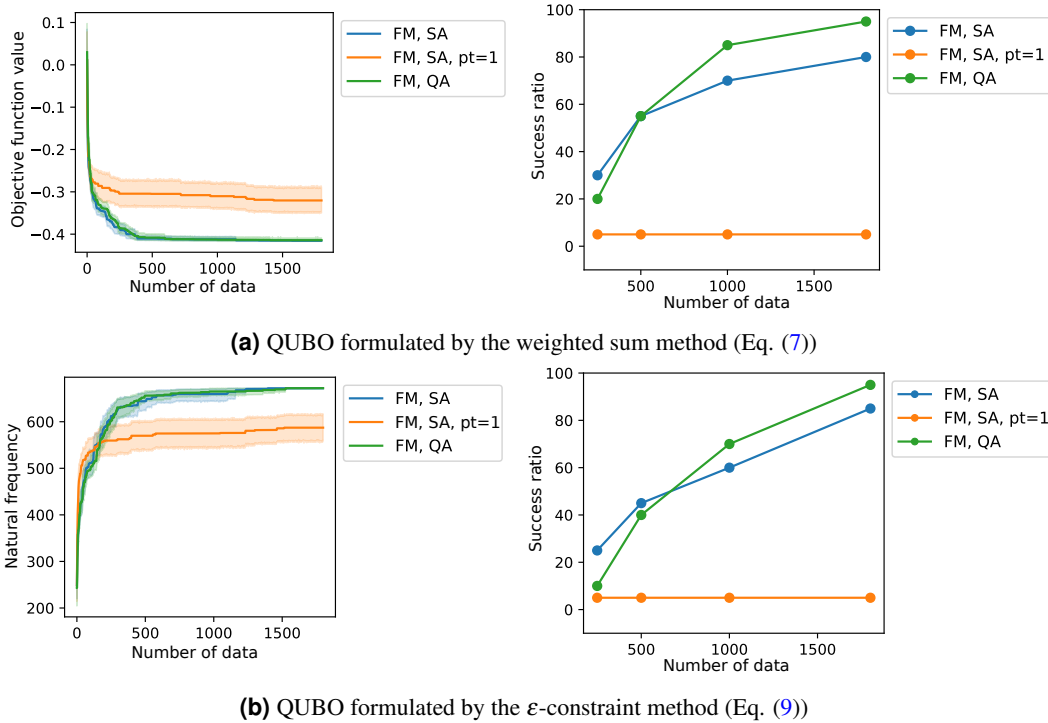 0.1
0.0
−0.1
−0.2
−0.3
−0.4
0
500
1000
1500
Number of data
Objective function value
FM, SA
FM, SA, pt=1
FM, QA
100
80
60
40
20
0
500
1000
1500
Number of data
Success ratio
FM, SA
FM, SA, pt=1
FM, QA
(a) QUBO formulated by the weighted sum method (Eq. (7))
600
500
400
300
200
0
500
1000
1500
Number of data
Natural frequency
FM, SA
FM, SA, pt=1
FM, QA
100
80
60
40
20
0
500
1000
1500
Number of data
Success ratio
FM, SA
FM, SA, pt=1
FM, QA
(b) QUBO formulated by the ε-constraint method (Eq. (9))